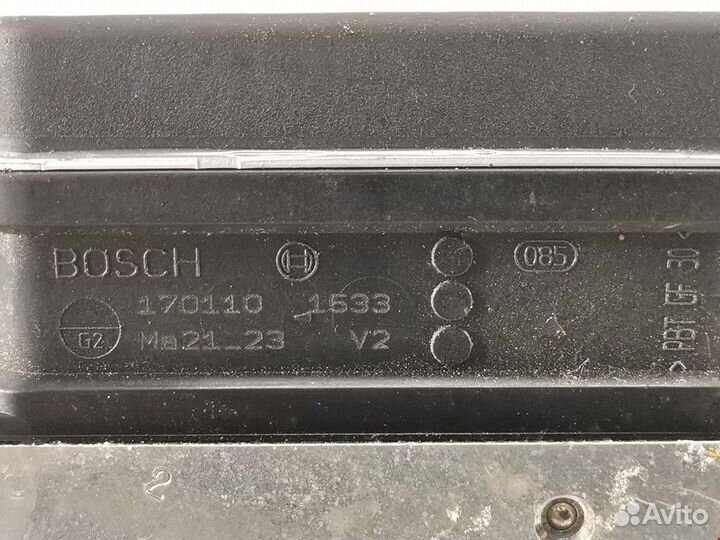 BOSCH
085
170110 1533
G2
Ma21_23 V2
>PBT GF 30<
2
Avito